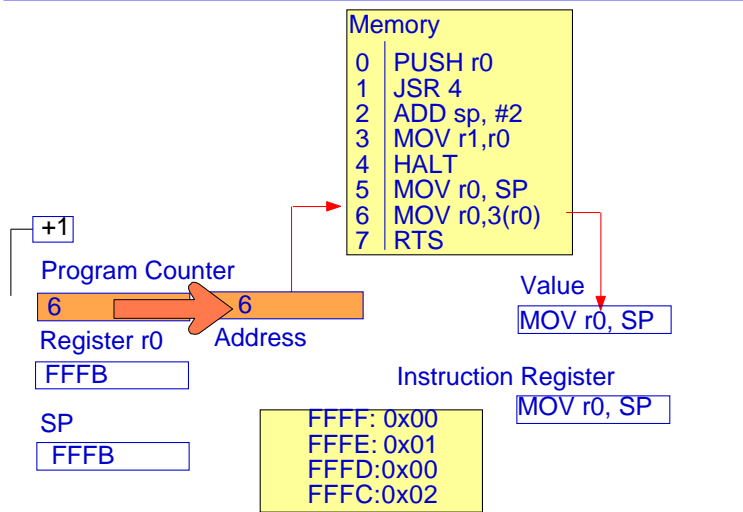 Memory
0 PUSH r0
1 JSR 4
2 ADD sp, #2
3 MOV r1,r0
4 HALT
5 MOV r0, SP
6 MOV r0,3(r0)
7 RTS
+1
Program Counter
6
6
Address
Value
MOV r0, SP
Register r0
FFFB
Instruction Register
MOV r0, SP
SP
FFFB
FFFF: 0x00
FFFE: 0x01
FFFD:0x00
FFFC:0x02